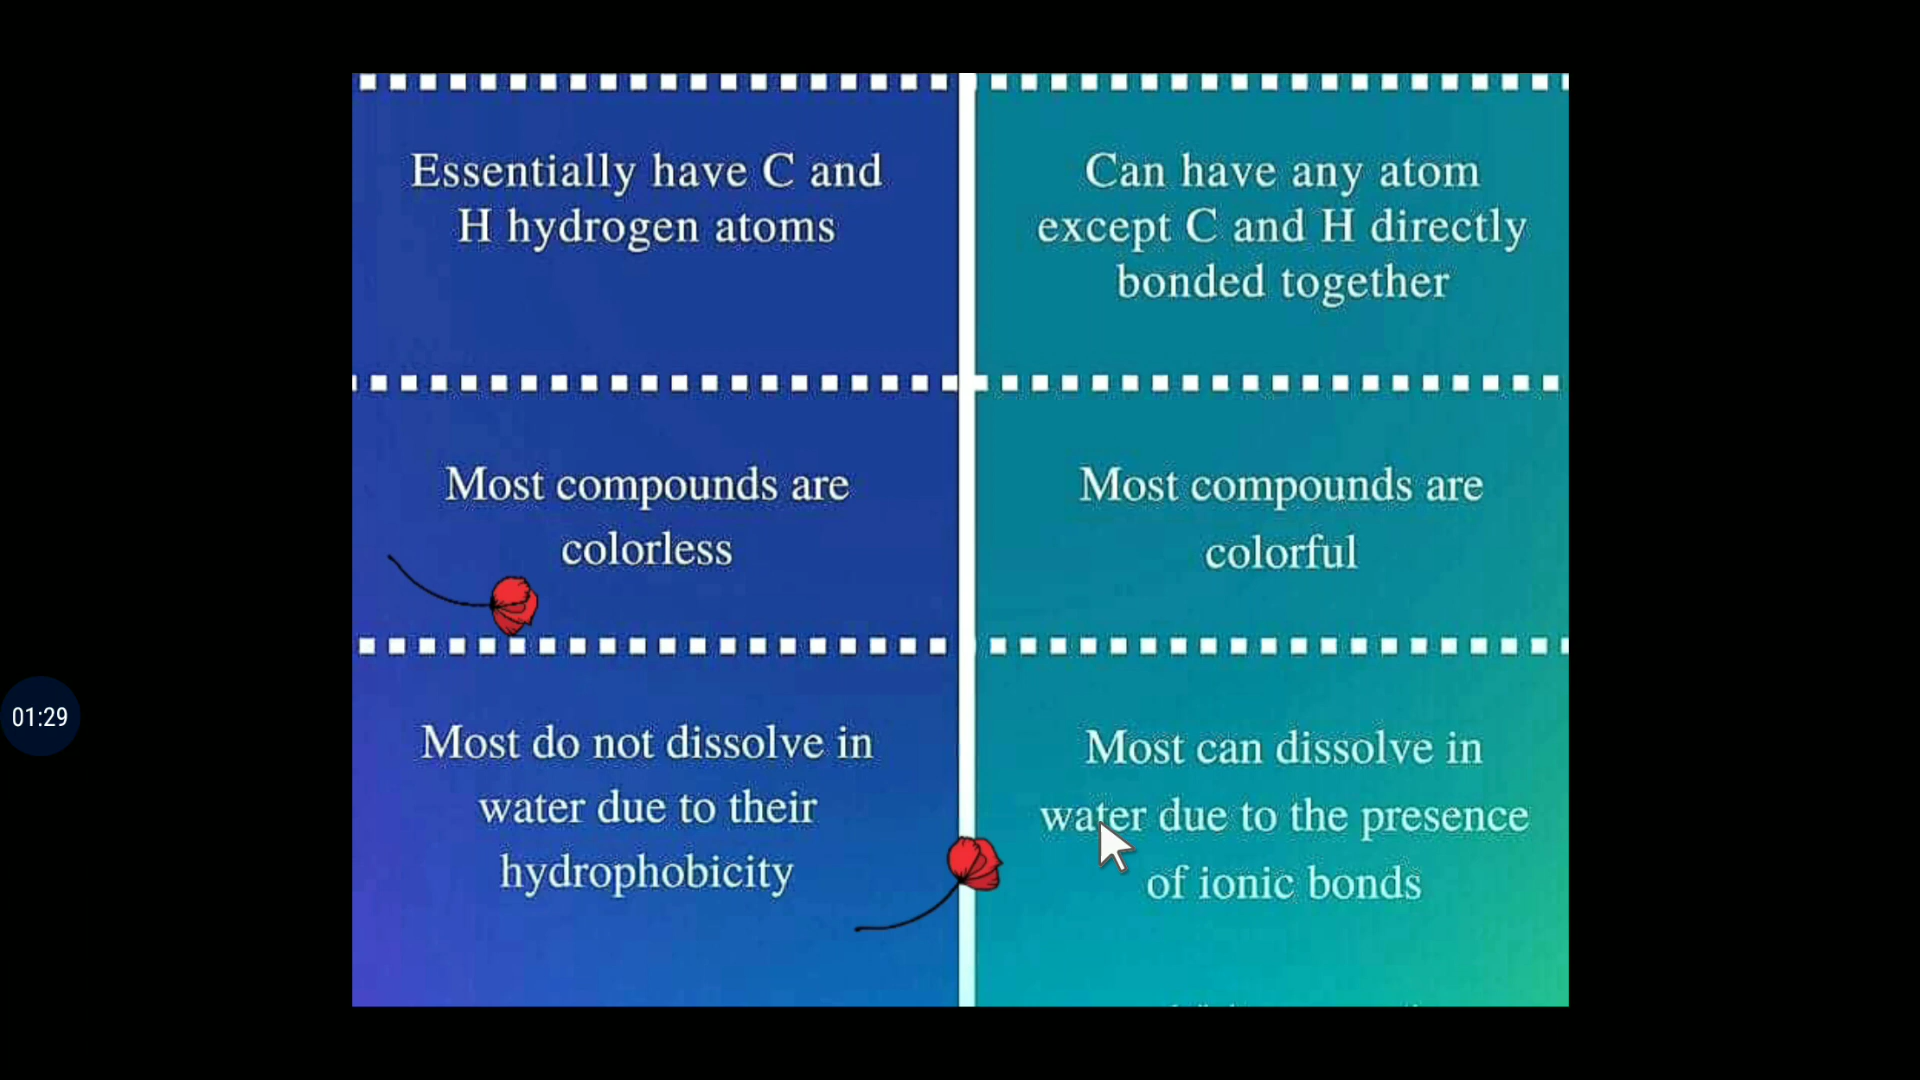 Essentially have C and
H hydrogen atoms
Can have any atom
except C and H directly
bonded together
Most compounds are
colorless
Most compounds are
colorful
Most do not dissolve in
water due to their
hydrophobicity
Most can dissolve in
water due to the presence
of ionic bonds
01:29